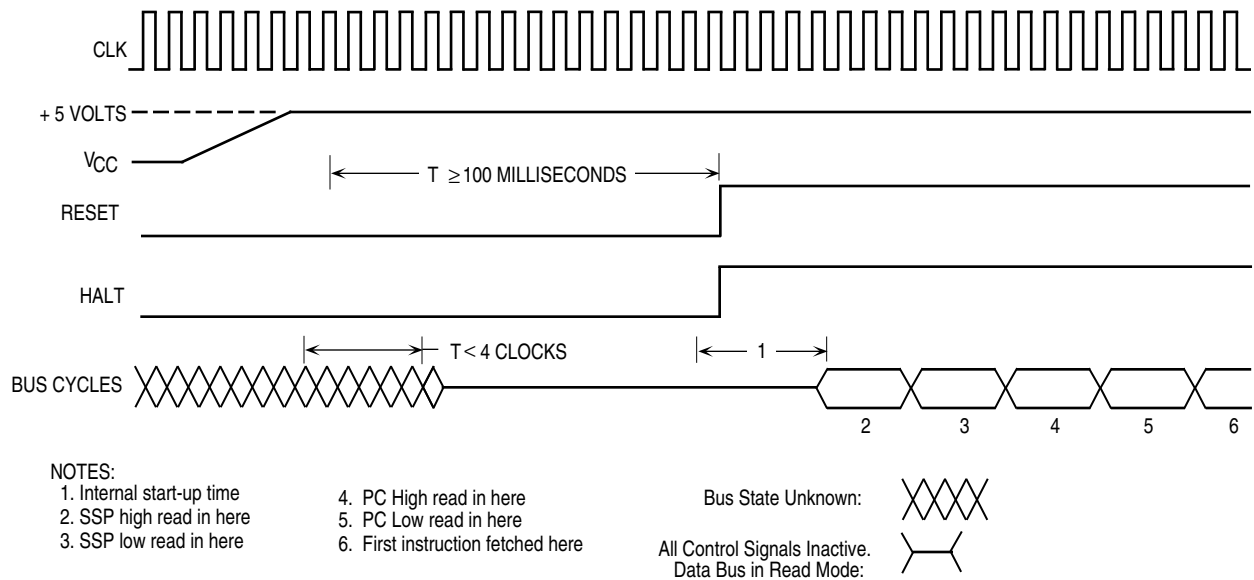 CLK
+ 5 VOLTS
VCC
T ≥100 MILLISECONDS
RESET
HALT
T< 4 CLOCKS
1
BUS CYCLES
2 3 4 5 6
NOTES:
1. Internal start-up time
2. SSP high read in here
3. SSP low read in here
4. PC High read in here
5. PC Low read in here
6. First instruction fetched here
Bus State Unknown:
All Control Signals Inactive.
Data Bus in Read Mode: